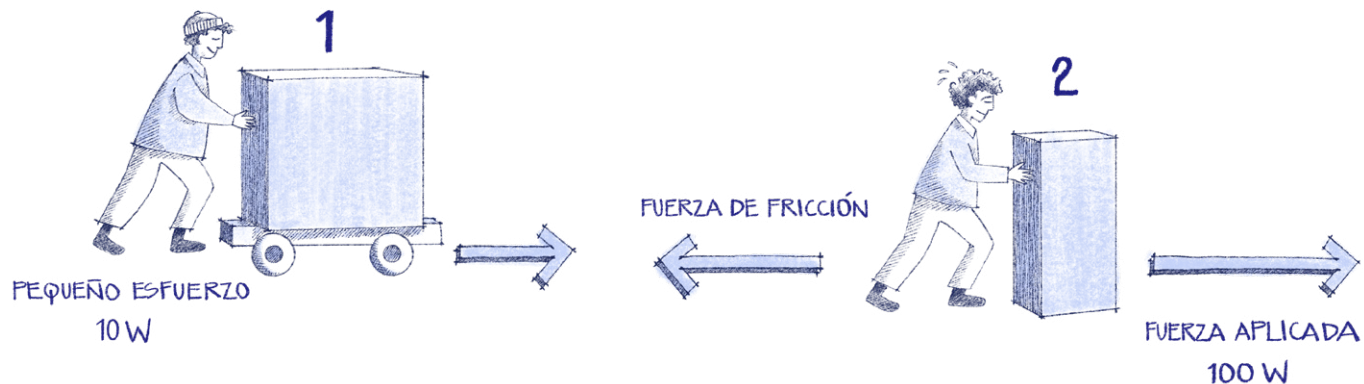 1
PEQUEÑO ESFUERZO
10 W
FUERZA DE FRICCIÓN
2
FUERZA APLICADA
100 W